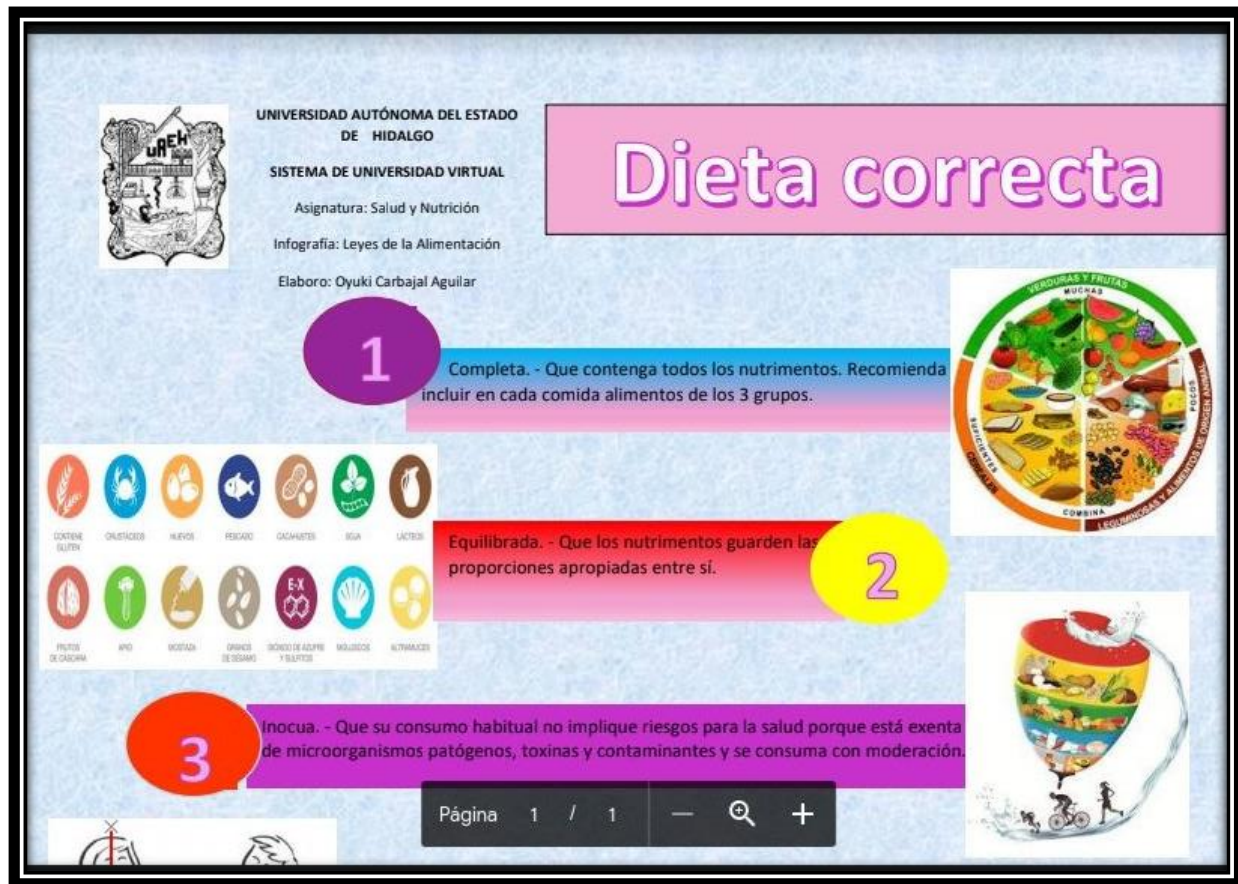 UNIVERSIDAD AUTÓNOMA DEL ESTADO
DE HIDALGO
SISTEMA DE UNIVERSIDAD VIRTUAL
Asignatura: Salud y Nutrición
Infografía: Leyes de la Alimentación
Elaboro: Oyuki Carbajal Aguilar
UAEH
Dieta correcta
1
Completa. - Que contenga todos los nutrimentos. Recomienda
incluir en cada comida alimentos de los 3 grupos.
VERDURAS Y FRUTAS
MUCHAS
POCOS
LEGUMINOSAS Y ALIMENTOS DE ORIGEN ANIMAL
COMBINA
SUFICIENTES
CEREALES
CONTIENE GLUTEN
CRUSTÁCEOS
HUEVOS
PESCADO
CACAHUETES
SOJA
LÁCTEOS
FRUTOS DE CÁSCARA
APIO
MOSTAZA
GRANOS DE SÉSAMO
E-X
DIÓXIDO DE AZUFRE Y SULFITOS
MOLUSCOS
ALTRAMUCES
Equilibrada. - Que los nutrimentos guarden las
proporciones apropiadas entre sí.
2
3
Inocua. - Que su consumo habitual no implique riesgos para la salud porque está exenta
de microorganismos patógenos, toxinas y contaminantes y se consuma con moderación.
Página 1 / 1